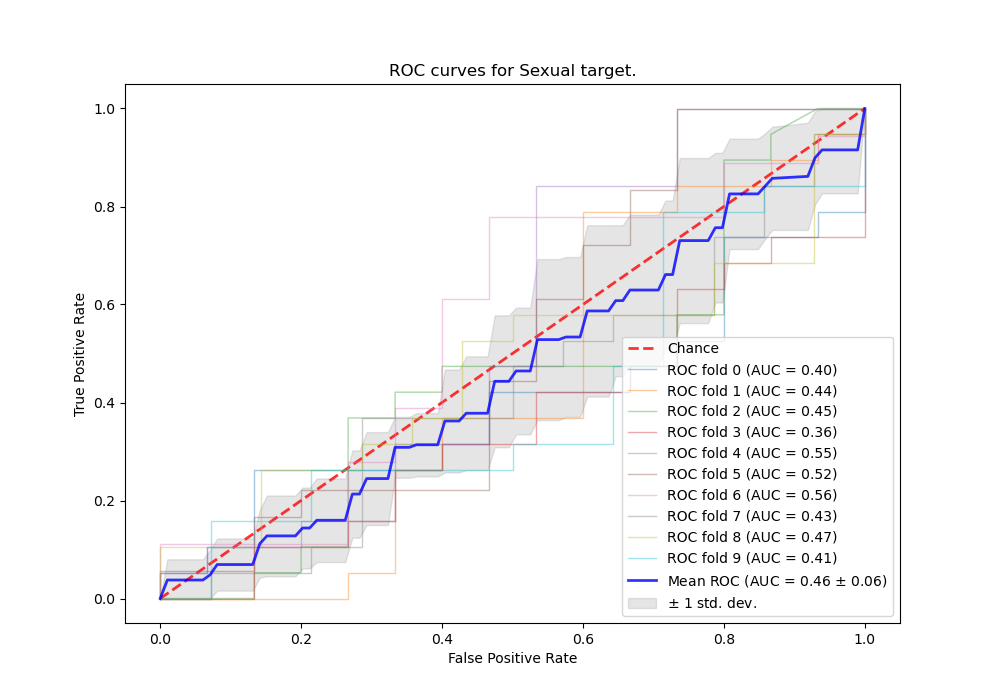 ROC curves for Sexual target.
True Positive Rate
1.0
0.8
0.6
0.4
0.2
0.0
Chance
ROC fold 0 (AUC = 0.40)
ROC fold 1 (AUC = 0.44)
ROC fold 2 (AUC = 0.45)
ROC fold 3 (AUC = 0.36)
ROC fold 4 (AUC = 0.55)
ROC fold 5 (AUC = 0.52)
ROC fold 6 (AUC = 0.56)
ROC fold 7 (AUC = 0.43)
ROC fold 8 (AUC = 0.47)
ROC fold 9 (AUC = 0.41)
Mean ROC (AUC = 0.46 ± 0.06)
± 1 std. dev.
0.0 0.2 0.4 0.6 0.8 1.0
False Positive Rate